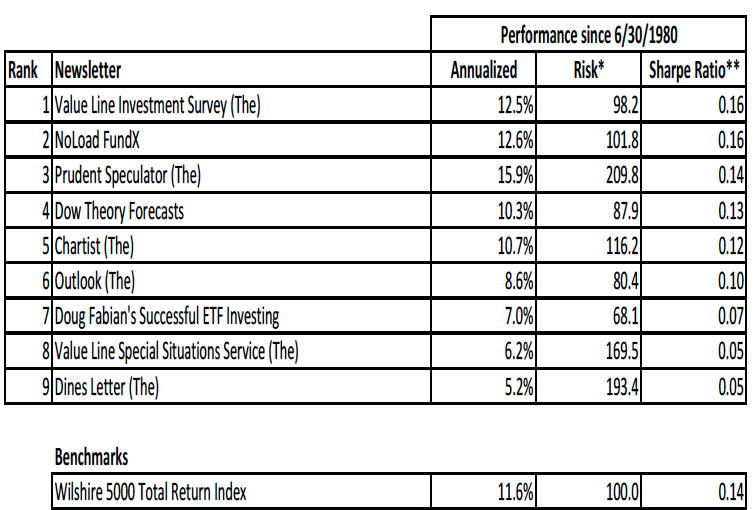 Performance since 6/30/1980
Rank Newsletter Annualized Risk* Sharpe Ratio**
1 Value Line Investment Survey (The) 12.5% 98.2 0.16
2 NoLoad FundX 12.6% 101.8 0.16
3 Prudent Speculator (The) 15.9% 209.8 0.14
4 Dow Theory Forecasts 10.3% 87.9 0.13
5 Chartist (The) 10.7% 116.2 0.12
6 Outlook (The) 8.6% 80.4 0.10
7 Doug Fabian's Successful ETF Investing 7.0% 68.1 0.07
8 Value Line Special Situations Service (The) 6.2% 169.5 0.05
9 Dines Letter (The) 5.2% 193.4 0.05
Benchmarks
Wilshire 5000 Total Return Index 11.6% 100.0 0.14